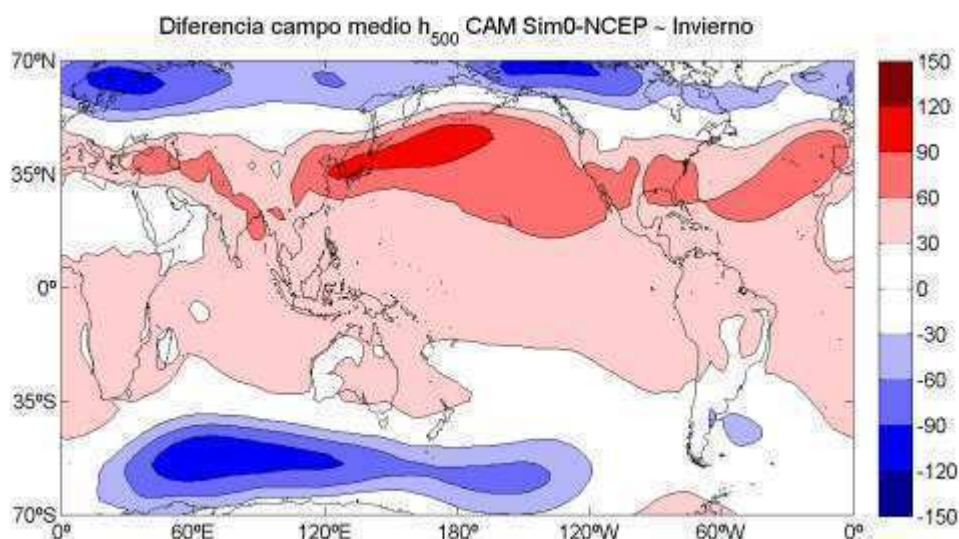 Diferencia campo medio h500 CAM Sim0-NCEP ~ Invierno
70ºN
35ºN
0º
35ºS
70ºS
0º 60ºE 120ºE 180º 120ºW 60ºW 0º
150
120
90
60
30
0
-30
-60
-90
-120
-150